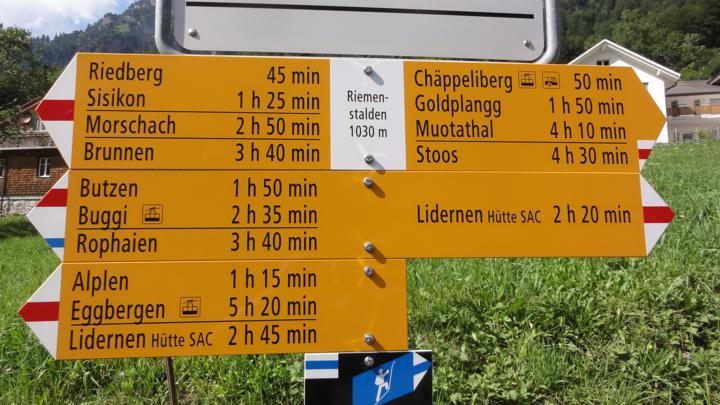 Riedberg 45 min
Sisikon 1 h 25 min
Morschach 2 h 50 min
Brunnen 3 h 40 min
Riemen-
stalden
1030 m
Chäppeliberg 50 min
Goldplangg 1 h 50 min
Muotathal 4 h 10 min
Stoos 4 h 30 min
Butzen 1 h 50 min
Buggi 2 h 35 min
Rophaien 3 h 40 min
Lidernen Hütte SAC 2 h 20 min
Alplen 1 h 15 min
Eggbergen 5 h 20 min
Lidernen Hütte SAC 2 h 45 min